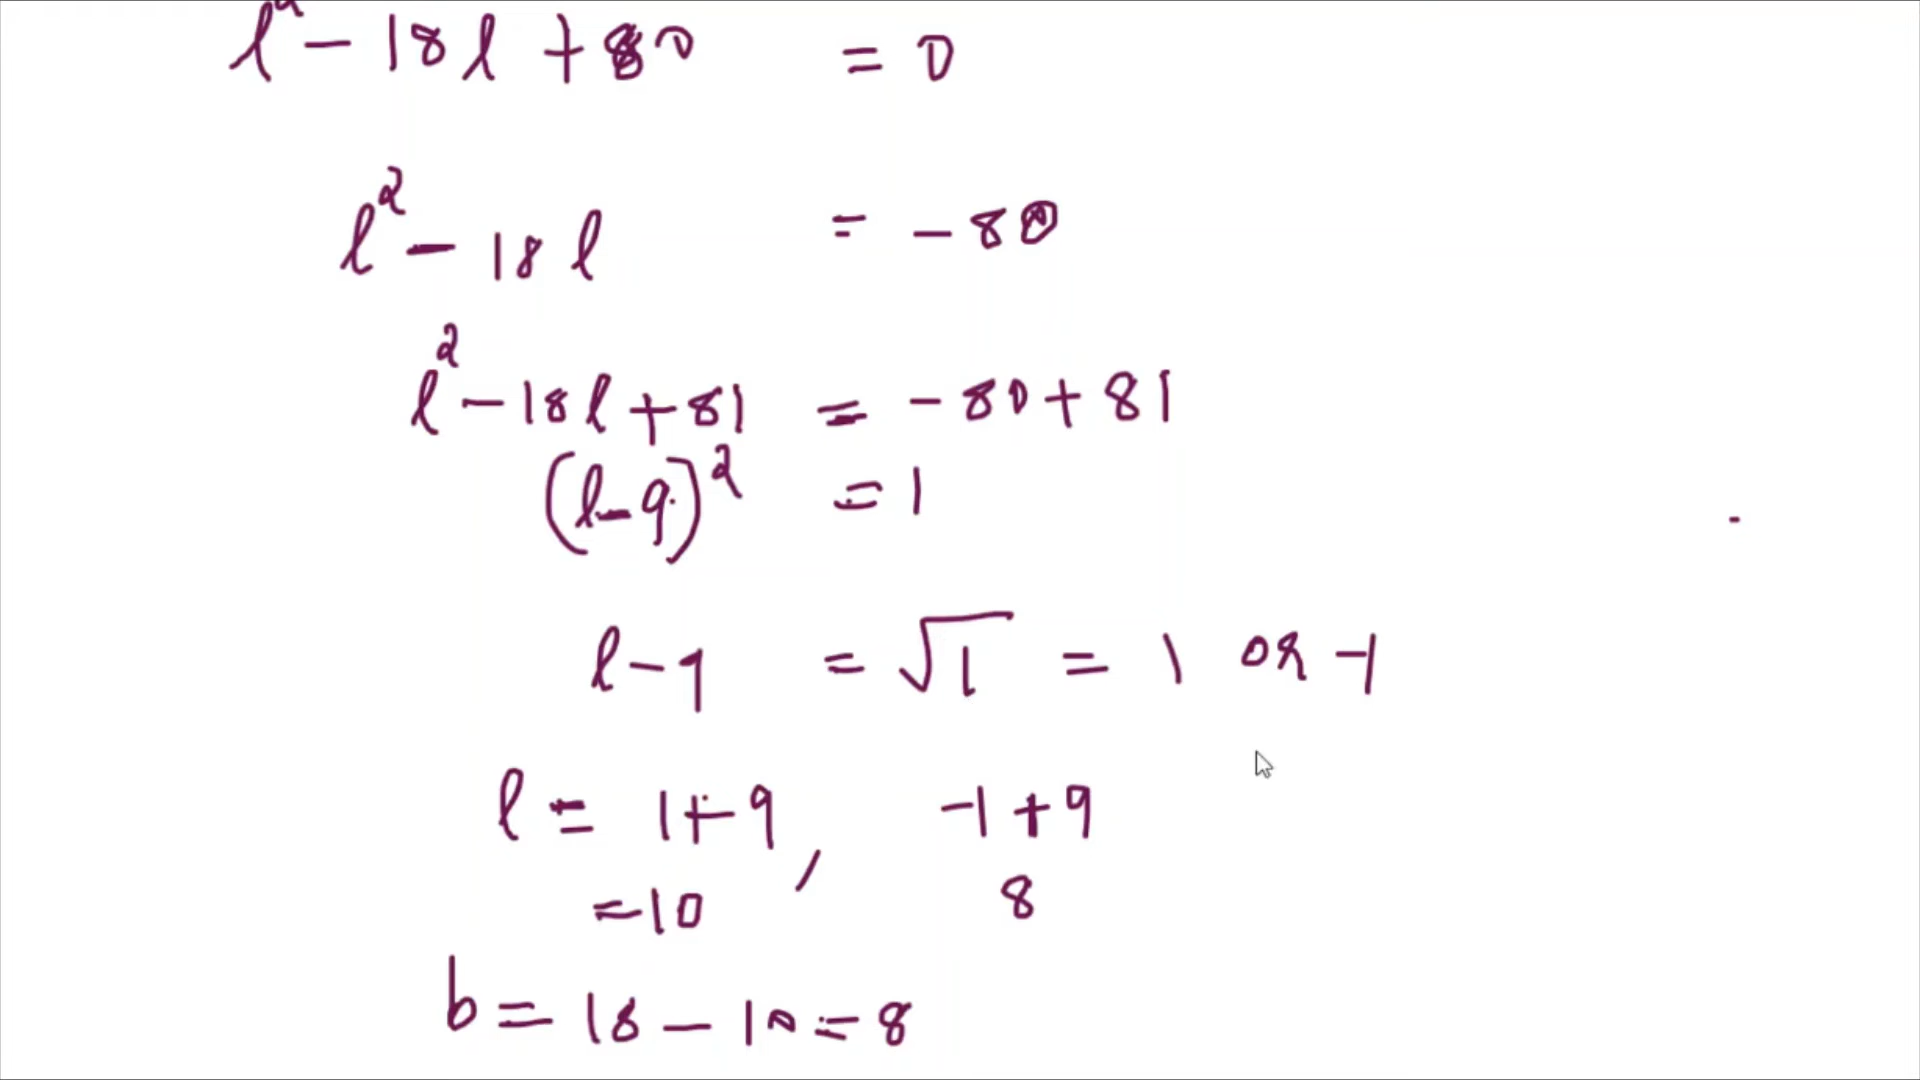 l² - 18l + 80 = 0
l² - 18l = -80
l² - 18l + 81 = -80 + 81
(l-9)² = 1
l - 9 = √1 = 1 or -1
l = 1+9, -1+9
=10 8
b = 18 - 10 = 8